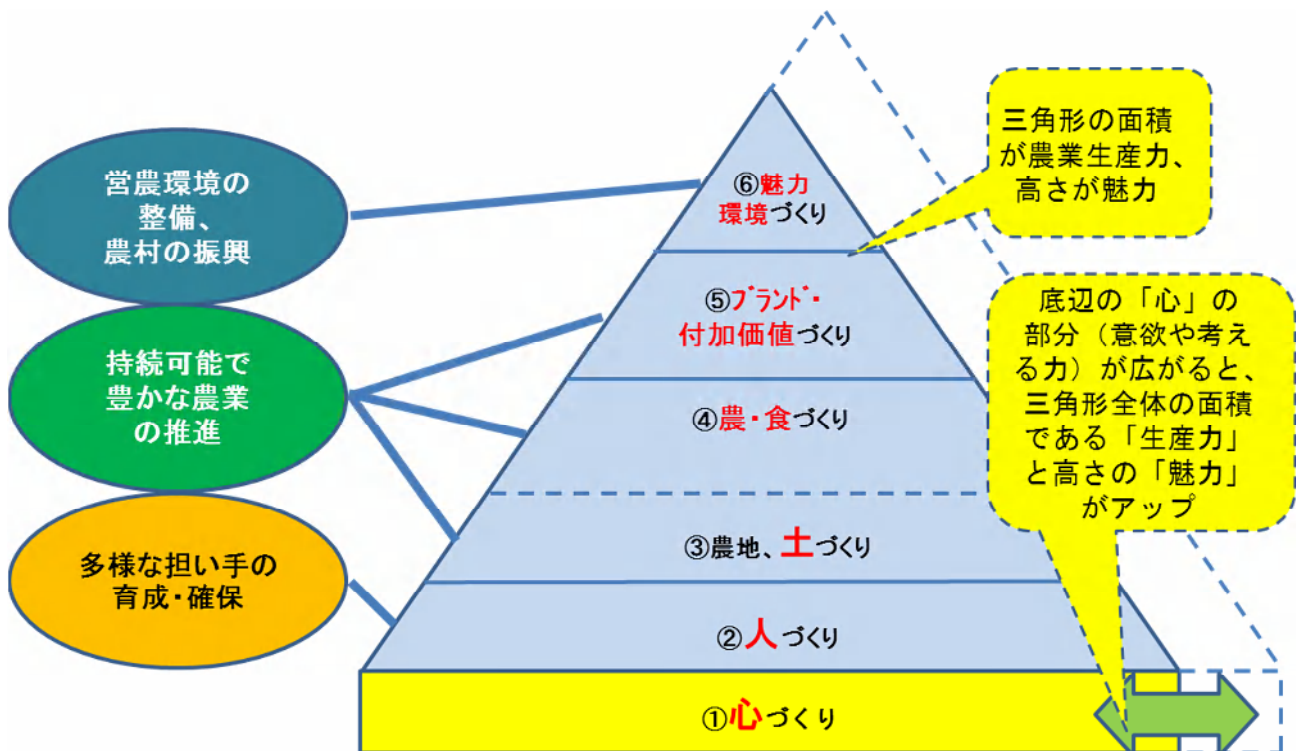 営農環境の
整備、
農村の振興
持続可能で
豊かな農業
の推進
多様な担い手の
育成・確保
⑥魅力
環境づくり
⑤ﾌﾞﾗﾝﾄﾞ・
付加価値づくり
④農・食づくり
③農地、土づくり
②人づくり
①心づくり
三角形の面積
が農業生産力、
高さが魅力
底辺の「心」の
部分（意欲や考え
る力）が広がると、
三角形全体の面積
である「生産力」
と高さの「魅力」
がアップ